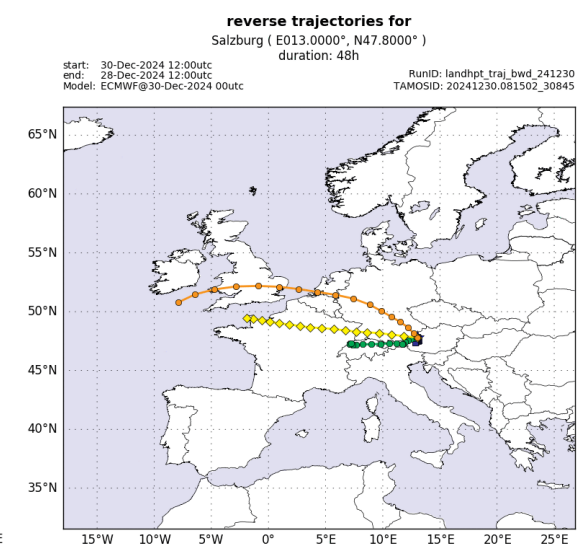 reverse trajectories for
Salzburg ( E013.0000°, N47.8000° )
duration: 48h
start: 30-Dec-2024 12:00utc
end: 28-Dec-2024 12:00utc
Model: ECMWF@30-Dec-2024 00utc
RunID: landhpt_traj_bwd_241230
TAMOSID: 20241230.081502_30845
65°N
60°N
55°N
50°N
45°N
40°N
35°N
E 15°W 10°W 5°W 0° 5°E 10°E 15°E 20°E 25°E